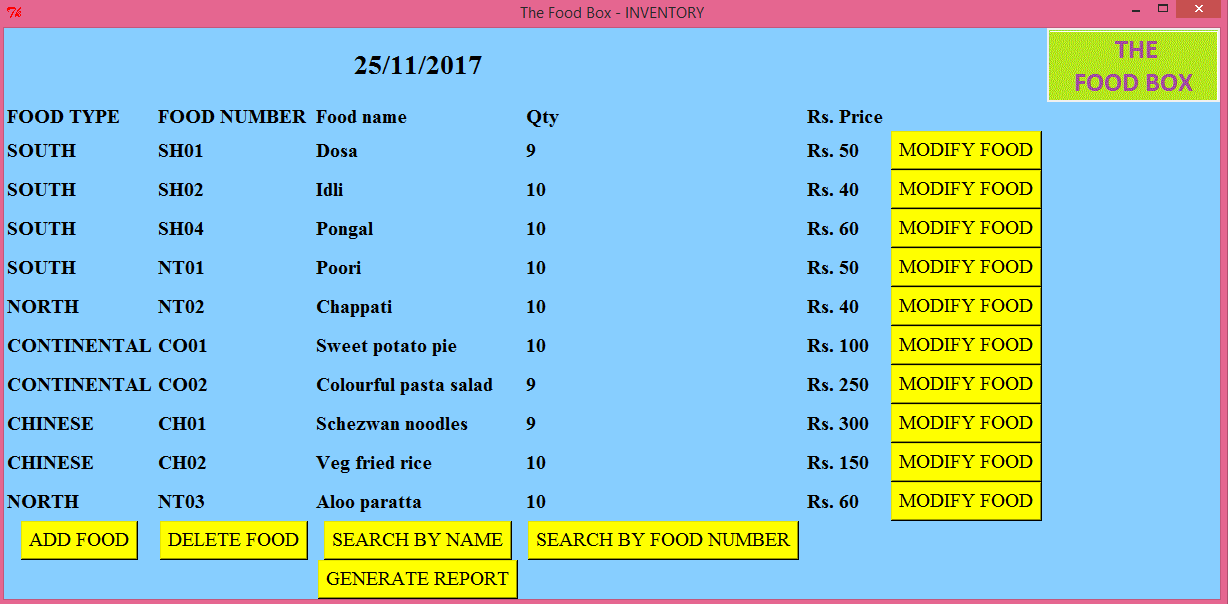 The Food Box - INVENTORY
25/11/2017
THE
FOOD BOX
FOOD TYPE FOOD NUMBER Food name Qty Rs. Price
SOUTH SH01 Dosa 9 Rs. 50 MODIFY FOOD
SOUTH SH02 Idli 10 Rs. 40 MODIFY FOOD
SOUTH SH04 Pongal 10 Rs. 60 MODIFY FOOD
SOUTH NT01 Poori 10 Rs. 50 MODIFY FOOD
NORTH NT02 Chappati 10 Rs. 40 MODIFY FOOD
CONTINENTAL CO01 Sweet potato pie 10 Rs. 100 MODIFY FOOD
CONTINENTAL CO02 Colourful pasta salad 9 Rs. 250 MODIFY FOOD
CHINESE CH01 Schezwan noodles 9 Rs. 300 MODIFY FOOD
CHINESE CH02 Veg fried rice 10 Rs. 150 MODIFY FOOD
NORTH NT03 Aloo paratta 10 Rs. 60 MODIFY FOOD
ADD FOOD DELETE FOOD SEARCH BY NAME SEARCH BY FOOD NUMBER
GENERATE REPORT